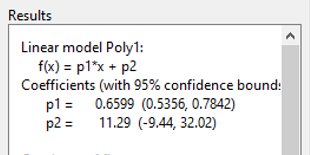 Results
Linear model Poly1:
f(x) = p1*x + p2
Coefficients (with 95% confidence bounds
p1 = 0.6599 (0.5356, 0.7842)
p2 = 11.29 (-9.44, 32.02)